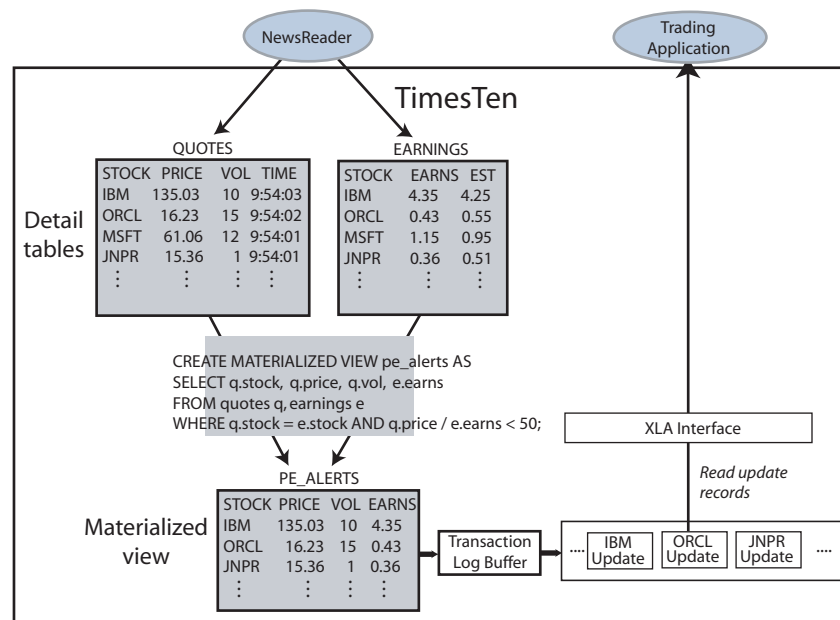 NewsReader
Trading
Application
TimesTen
QUOTES
STOCK PRICE VOL TIME
IBM 135.03 10 9:54:03
ORCL 16.23 15 9:54:02
MSFT 61.06 12 9:54:01
JNPR 15.36 1 9:54:01
⋮ ⋮ ⋮ ⋮
EARNINGS
STOCK EARNS EST
IBM 4.35 4.25
ORCL 0.43 0.55
MSFT 1.15 0.95
JNPR 0.36 0.51
⋮ ⋮ ⋮
Detail
tables
CREATE MATERIALIZED VIEW pe_alerts AS
SELECT q.stock, q.price, q.vol, e.earns
FROM quotes q, earnings e
WHERE q.stock = e.stock AND q.price / e.earns < 50;
XLA Interface
Read update
records
PE_ALERTS
STOCK PRICE VOL EARNS
IBM 135.03 10 4.35
ORCL 16.23 15 0.43
JNPR 15.36 1 0.36
⋮ ⋮ ⋮ ⋮
Materialized
view
Transaction
Log Buffer
....
IBM
Update
ORCL
Update
JNPR
Update
....